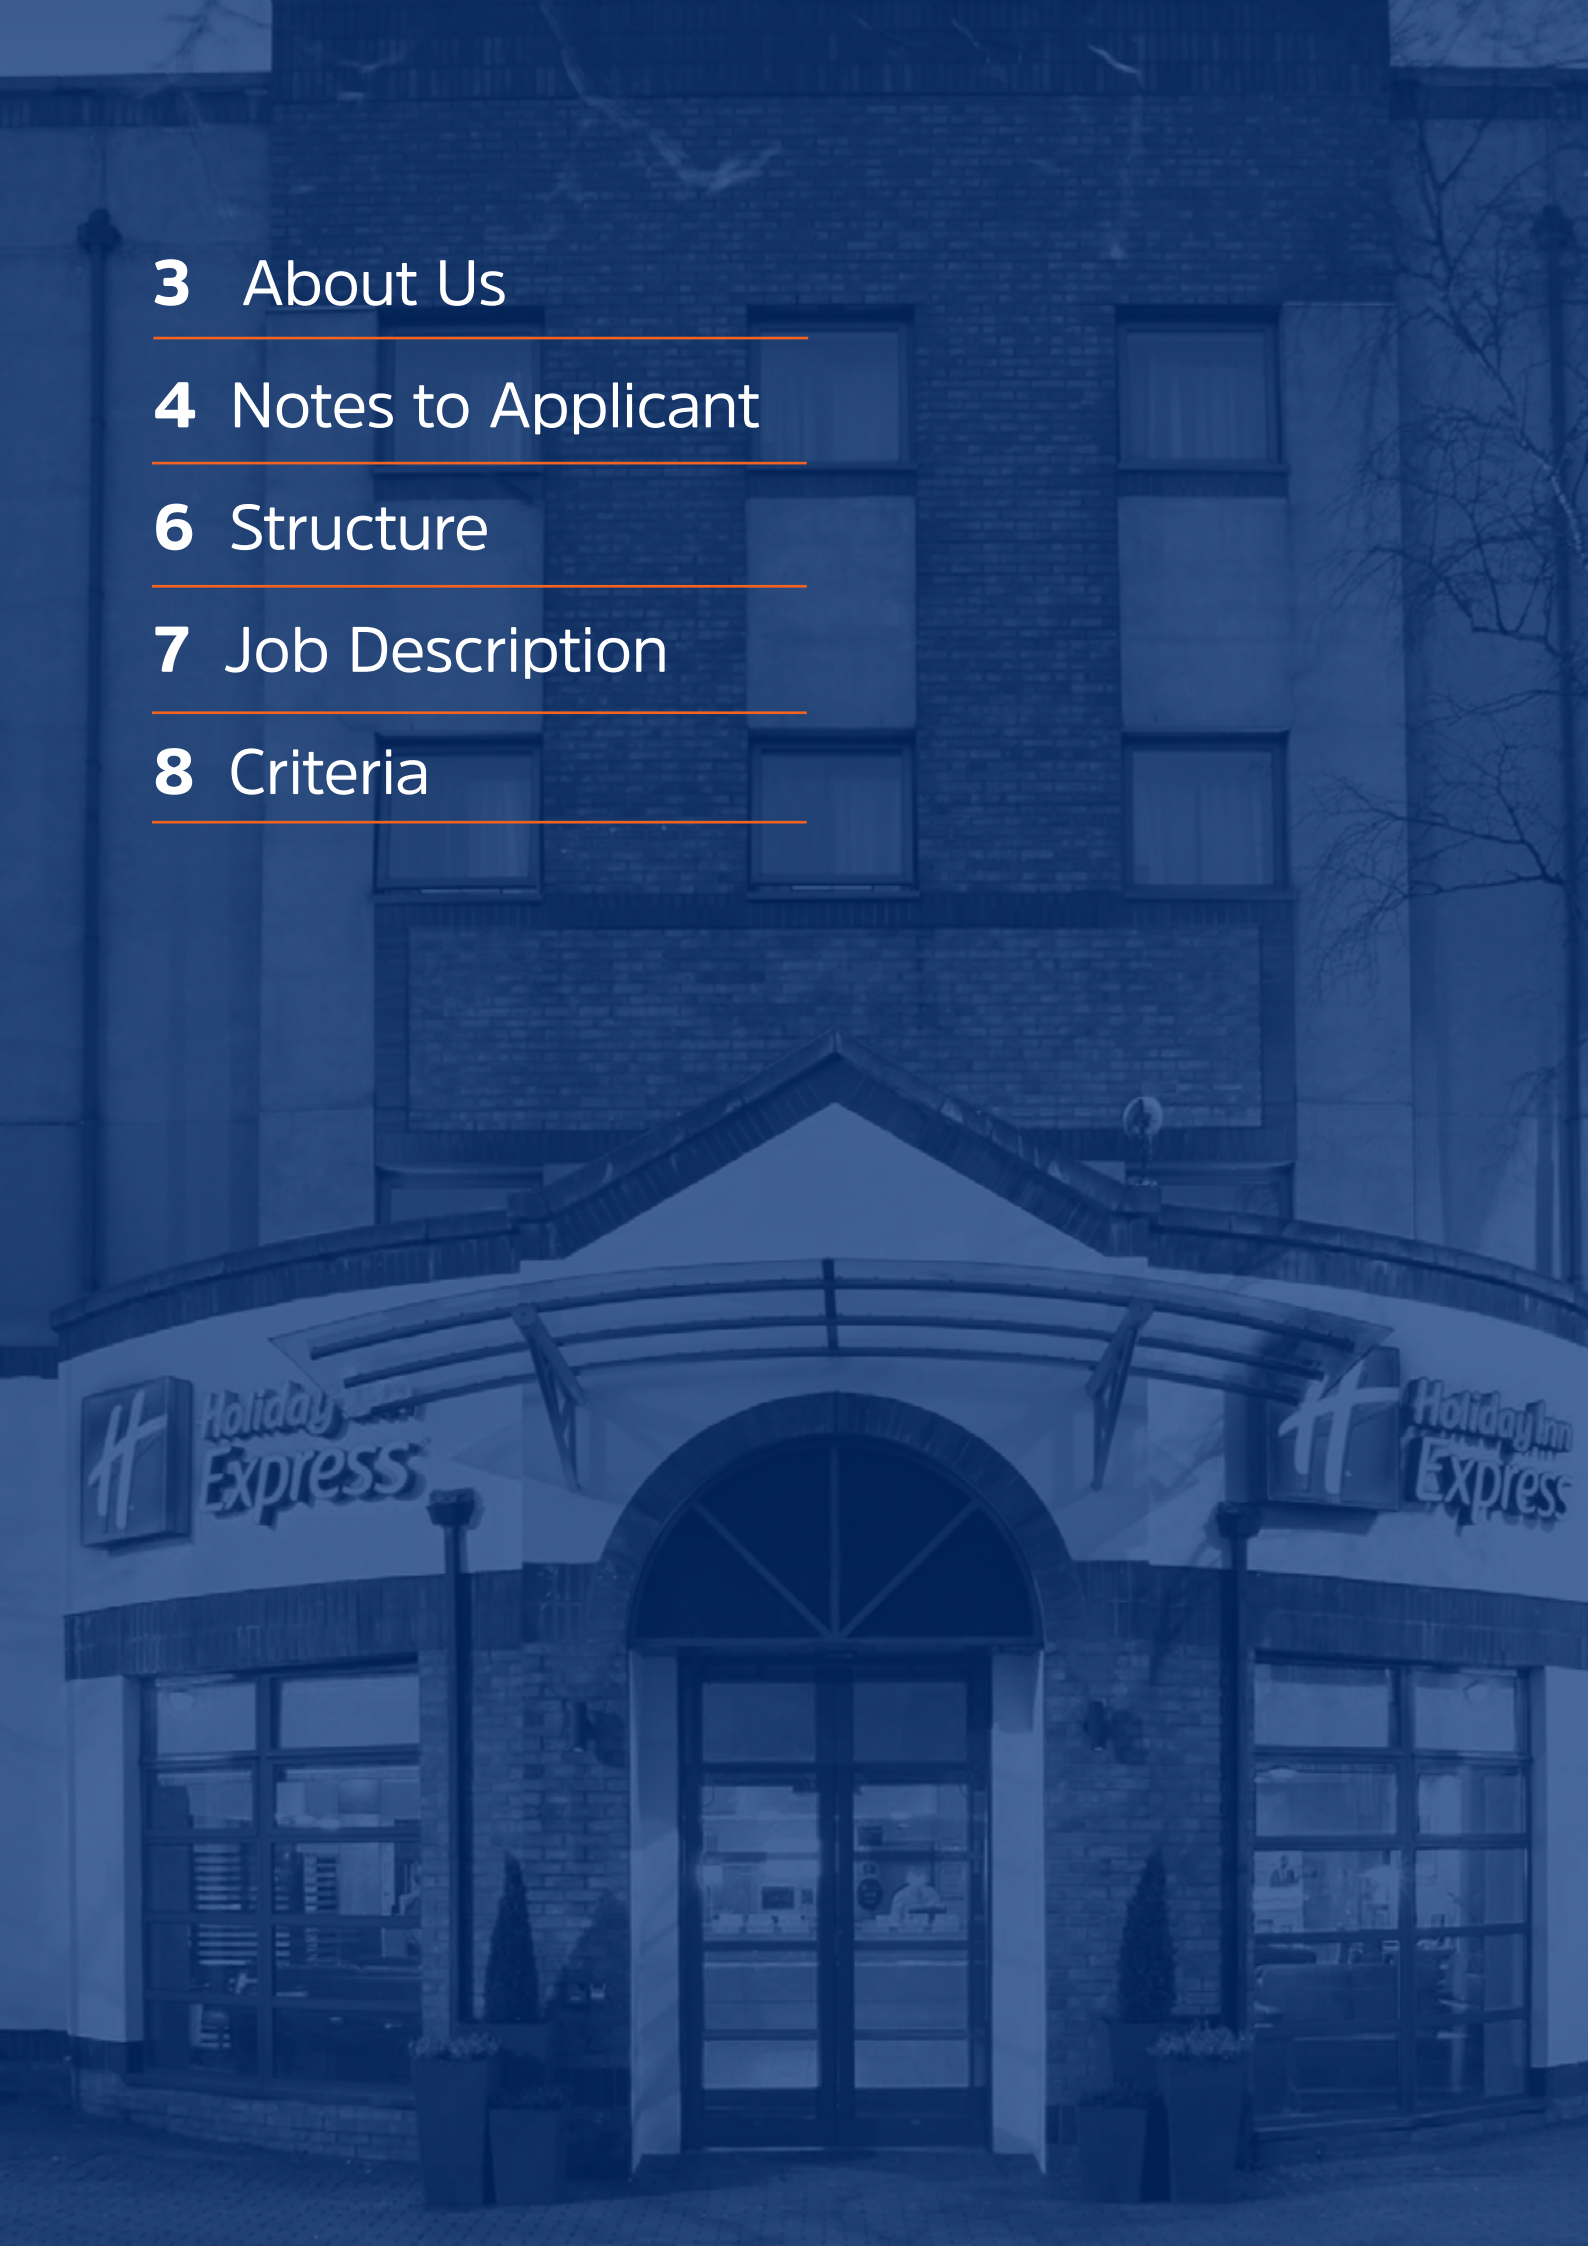 3 About Us
4 Notes to Applicant
6 Structure
7 Job Description
8 Criteria
Holiday Inn
Express
Holiday Inn
Express